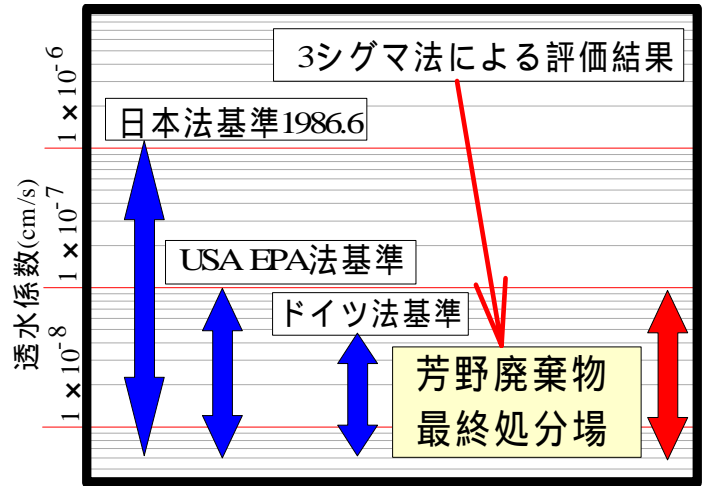 3シグマ法による評価結果
日本法基準1986.6
USA EPA法基準
ドイツ法基準
芳野廃棄物
最終処分場
透水係数(cm/s)
1×10⁻⁶
1×10⁻⁷
1×10⁻⁸